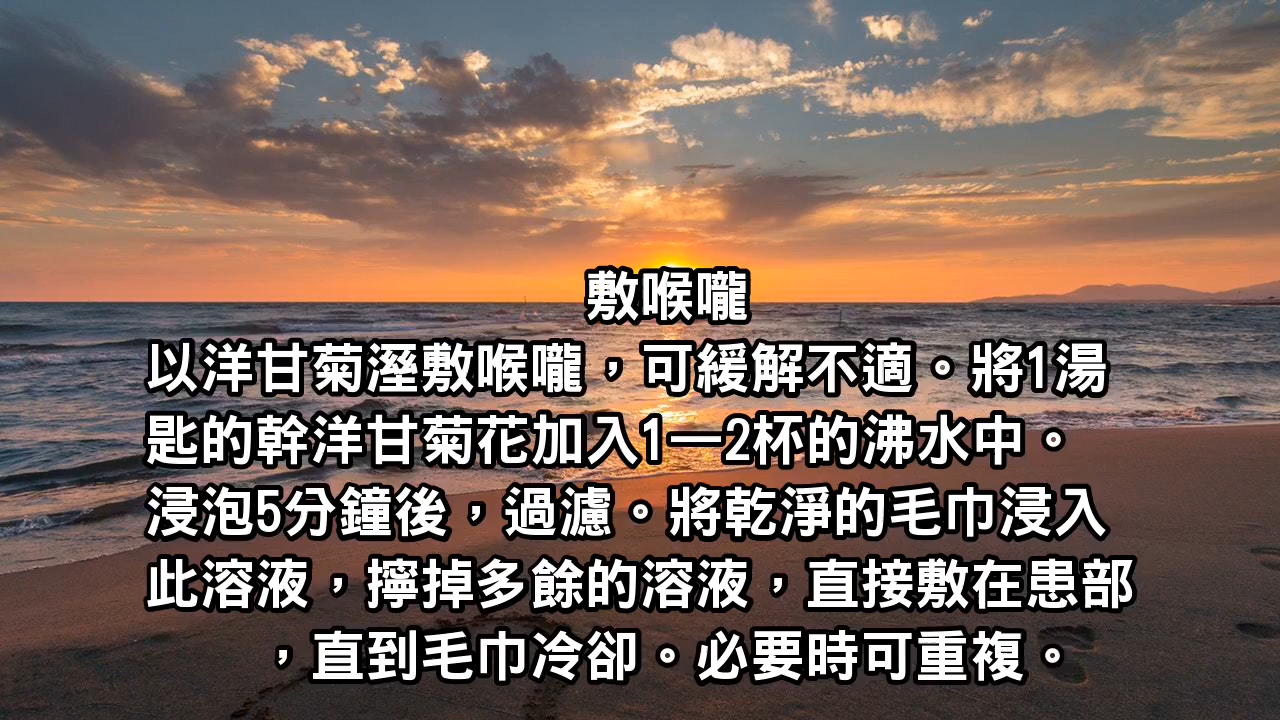 敷喉嚨
以洋甘菊溼敷喉嚨，可緩解不適。將1湯
匙的幹洋甘菊花加入1—2杯的沸水中。
浸泡5分鐘後，過濾。將乾淨的毛巾浸入
此溶液，擰掉多餘的溶液，直接敷在患部
，直到毛巾冷卻。必要時可重複。